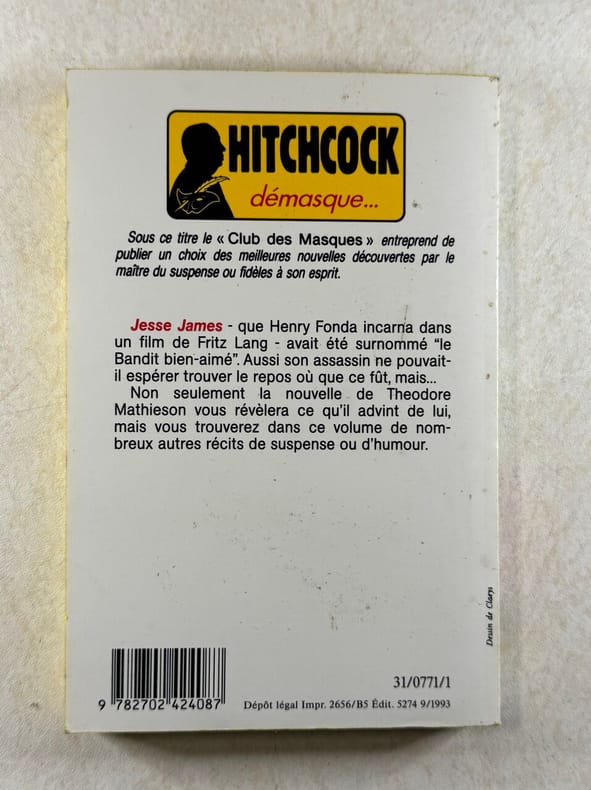 HITCHCOCK
démasque...
Sous ce titre le « Club des Masques » entreprend de
publier un choix des meilleures nouvelles découvertes par le
maître du suspense ou fidèles à son esprit.
Jesse James - que Henry Fonda incarna dans
un film de Fritz Lang - avait été surnommé “le
Bandit bien-aimé”. Aussi son assassin ne pouvait-
il espérer trouver le repos où que ce fût, mais...
Non seulement la nouvelle de Theodore
Mathieson vous révèlera ce qu'il advint de lui,
mais vous trouverez dans ce volume de nom-
breux autres récits de suspense ou d'humour.
Dessin de Clarys
31/0771/1
9 782702 424087
Dépôt légal Impr. 2656/B5 Édit. 5274 9/1993